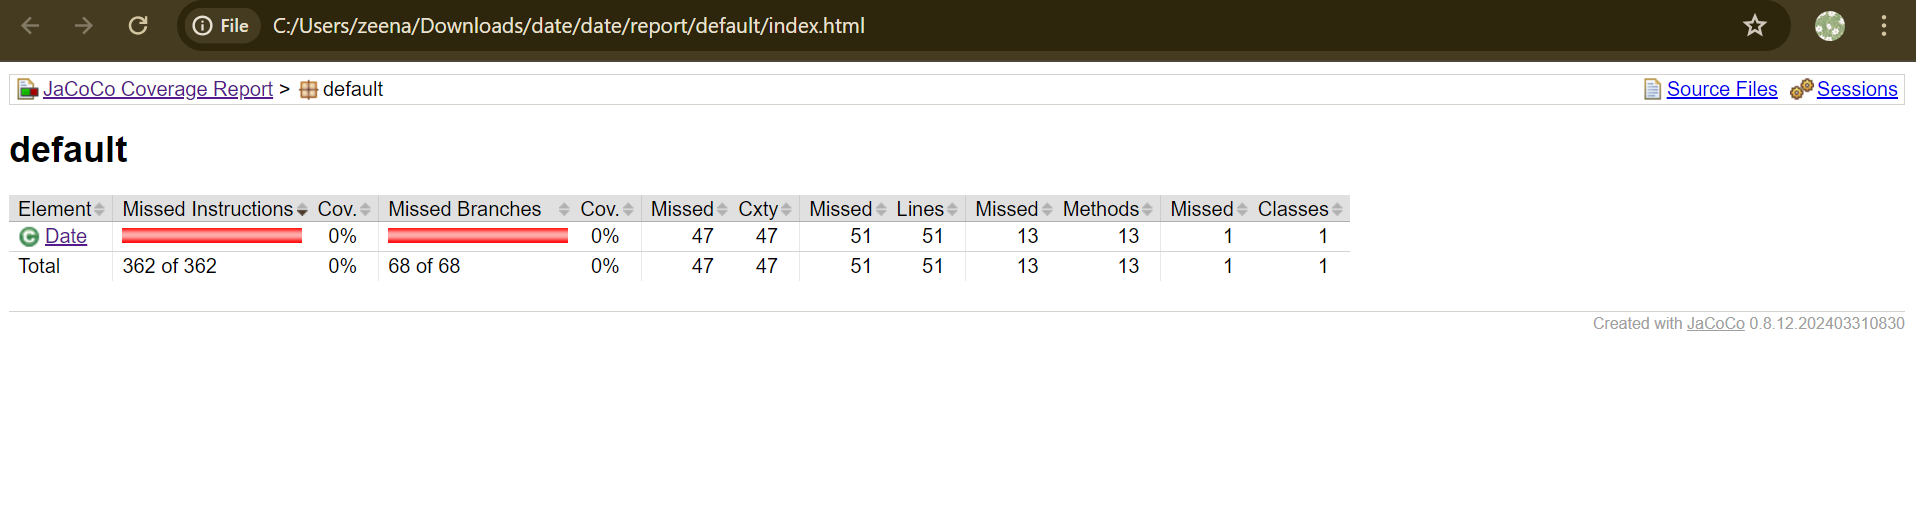 File C:/Users/zeena/Downloads/date/date/report/default/index.html
JaCoCo Coverage Report > default Source Files Sessions
default
Element Missed Instructions Cov. Missed Branches Cov. Missed Cxty Missed Lines Missed Methods Missed Classes
Date 0% 0% 47 47 51 51 13 13 1 1
Total 362 of 362 0% 68 of 68 0% 47 47 51 51 13 13 1 1
Created with JaCoCo 0.8.12.202403310830